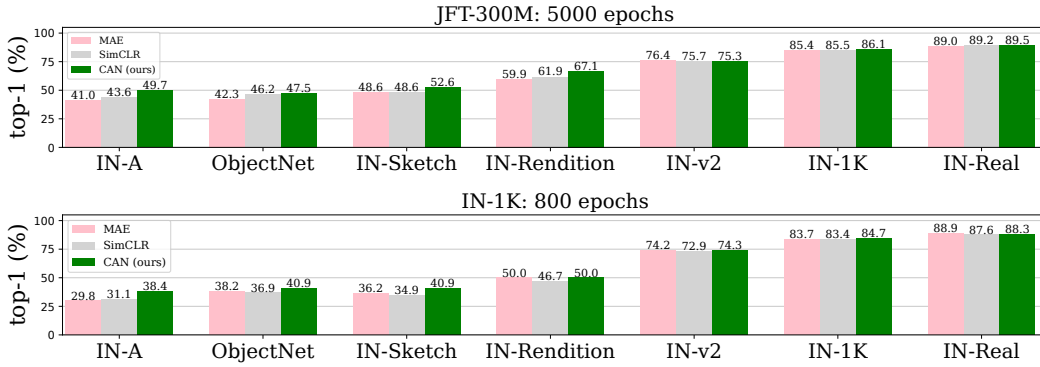 JFT-300M: 5000 epochs
top-1 (%)
100
75
50
25
0
MAE
SimCLR
CAN (ours)
41.0 43.6 49.7 42.3 46.2 47.5 48.6 48.6 52.6 59.9 61.9 67.1 76.4 75.7 75.3 85.4 85.5 86.1 89.0 89.2 89.5
IN-A ObjectNet IN-Sketch IN-Rendition IN-v2 IN-1K IN-Real
IN-1K: 800 epochs
top-1 (%)
100
75
50
25
0
MAE
SimCLR
CAN (ours)
29.8 31.1 38.4 38.2 36.9 40.9 36.2 34.9 40.9 50.0 46.7 50.0 74.2 72.9 74.3 83.7 83.4 84.7 88.9 87.6 88.3
IN-A ObjectNet IN-Sketch IN-Rendition IN-v2 IN-1K IN-Real